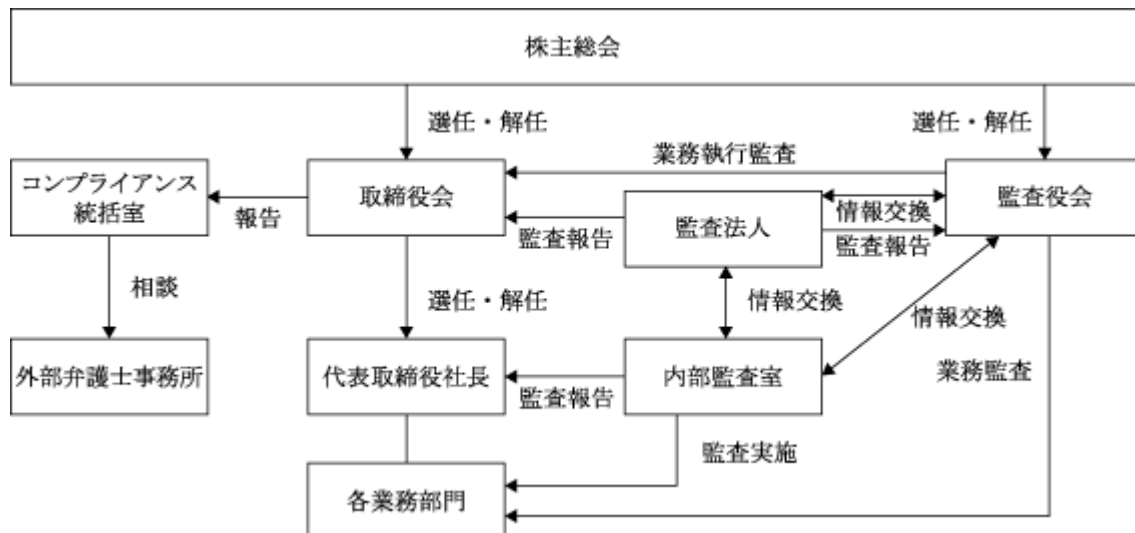 株主総会
選任・解任
選任・解任
業務執行監査
コンプライアンス
統括室
報告
取締役会
監査報告
監査法人
情報交換
監査報告
監査役会
相談
選任・解任
情報交換
情報交換
外部弁護士事務所
代表取締役社長
監査報告
内部監査室
業務監査
監査実施
各業務部門